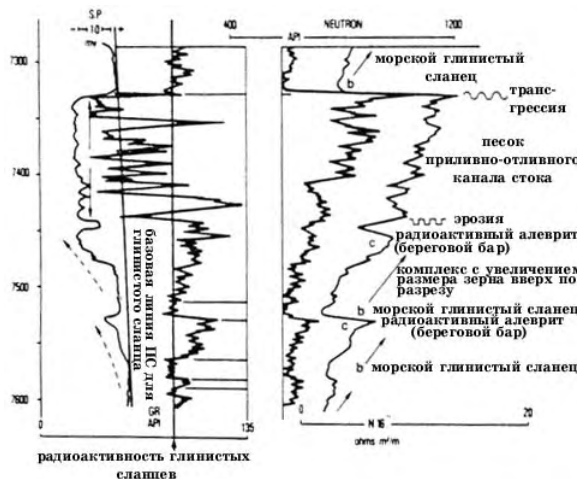 S.P
10
mv
400
NEUTRON
1200
API
7300
7400
7500
7600
морской глинистый
сланец
b
транс-
грессия
песок
приливно-отливного
канала стока
эрозия
радиоактивный алеврит
(береговой бар)
c
комплекс с увеличением
размера зерна вверх по
разрезу
b
морской глинистый сланец
радиоактивный алеврит
(береговой бар)
c
b
морской глинистый сланец
базовая линия ПС для
глинистого сланца
GR
API
0
135
0
N 16"
20
ohms m²/m
радиоактивность глинистых
сланцев